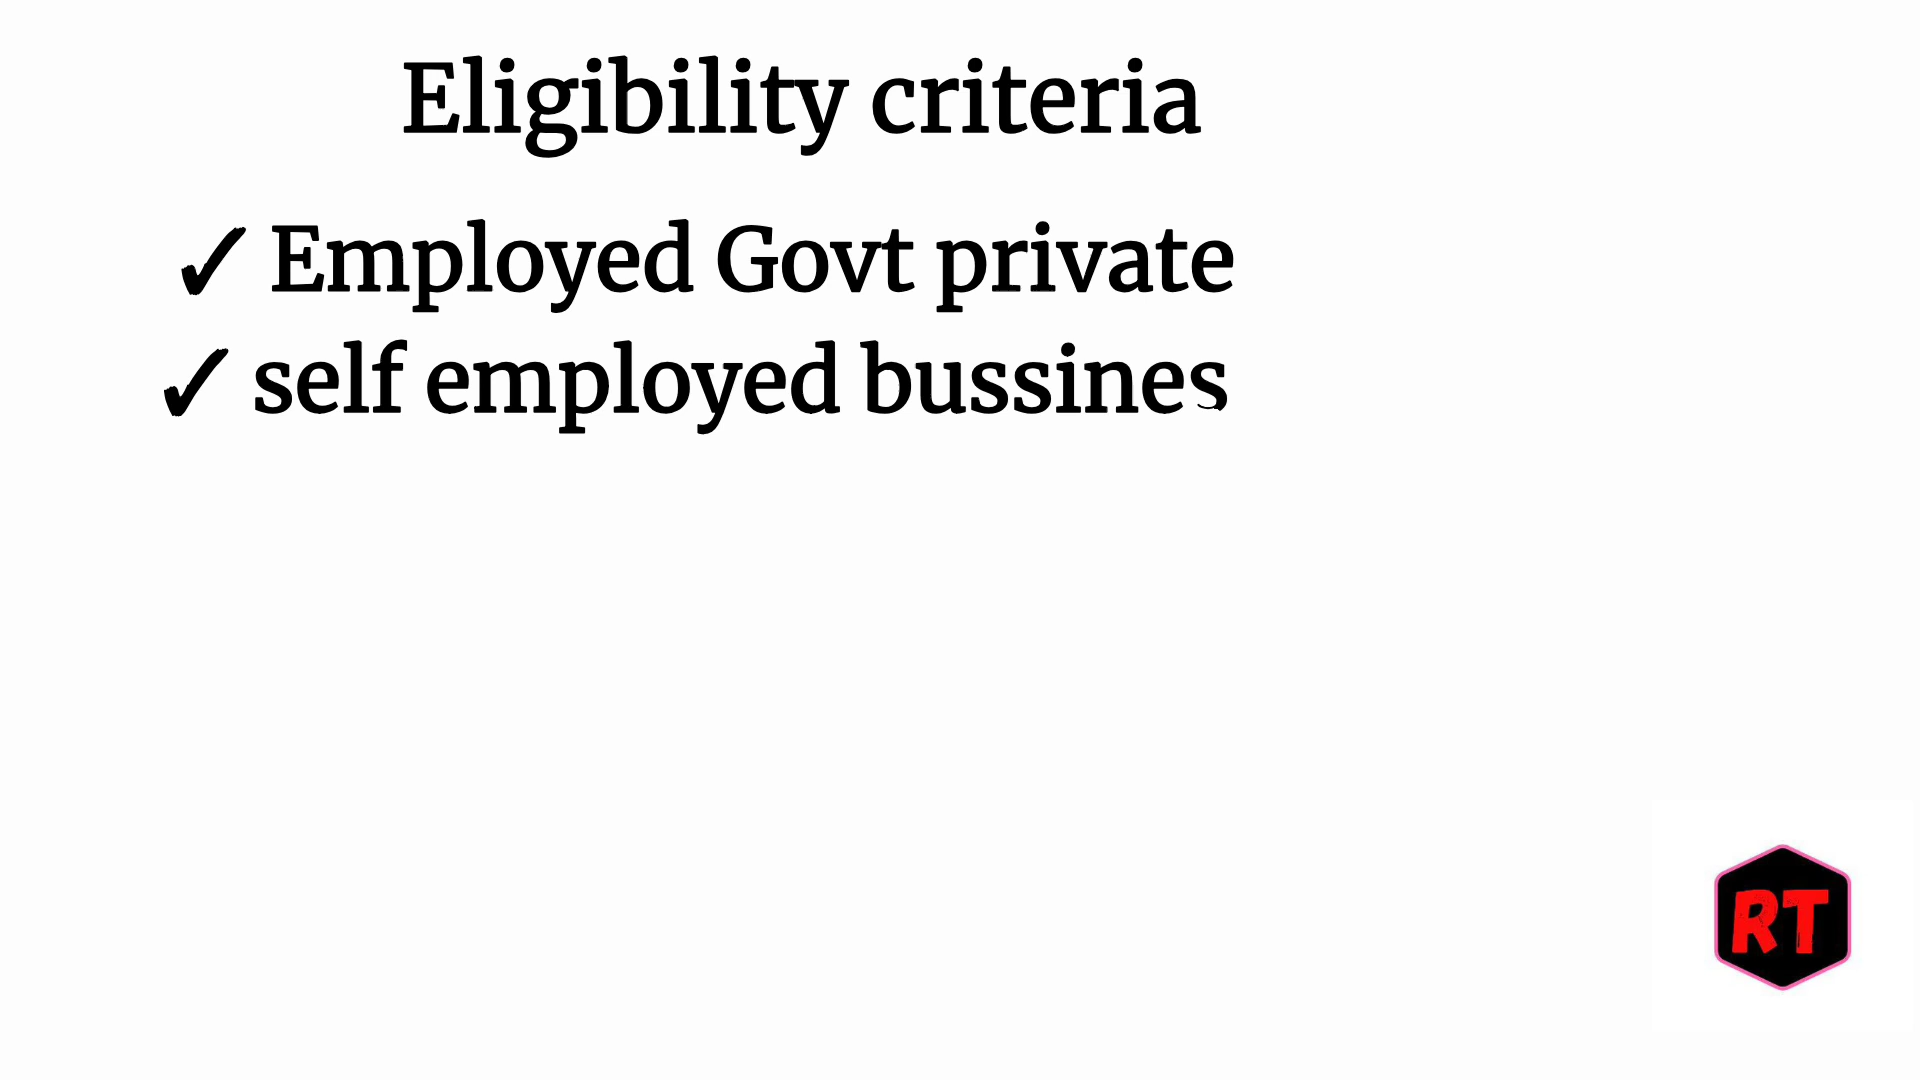 Eligibility criteria
✓ Employed Govt private
✓ self employed bussines
RT